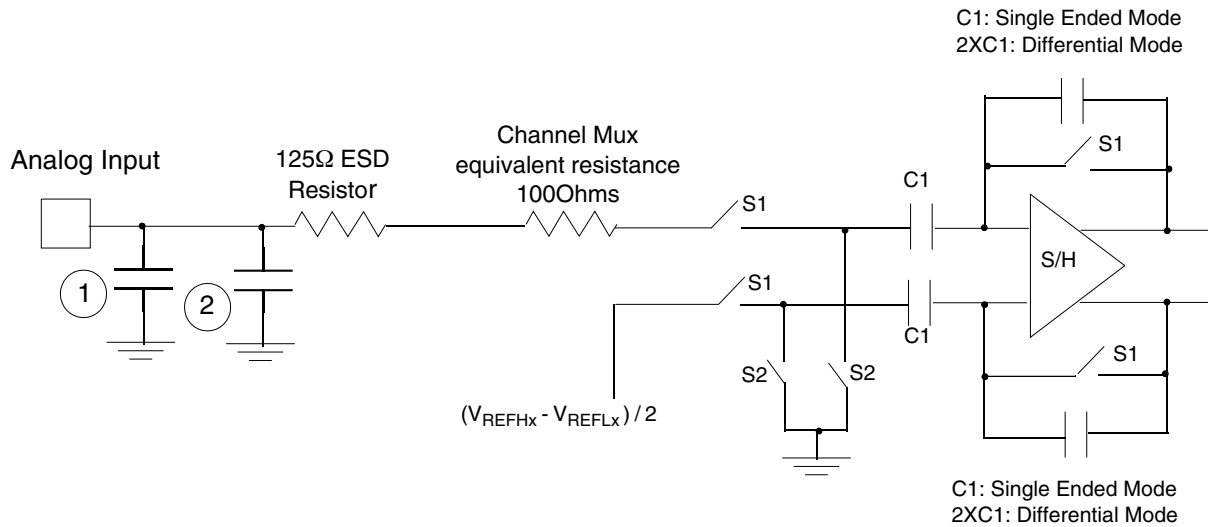 C1: Single Ended Mode
2XC1: Differential Mode
Analog Input
125Ω ESD
Resistor
Channel Mux
equivalent resistance
100Ohms
S1
C1
S1
S/H
1
2
S1
C1
S1
S2
S2
(VREFHx - VREFLx) / 2
C1: Single Ended Mode
2XC1: Differential Mode